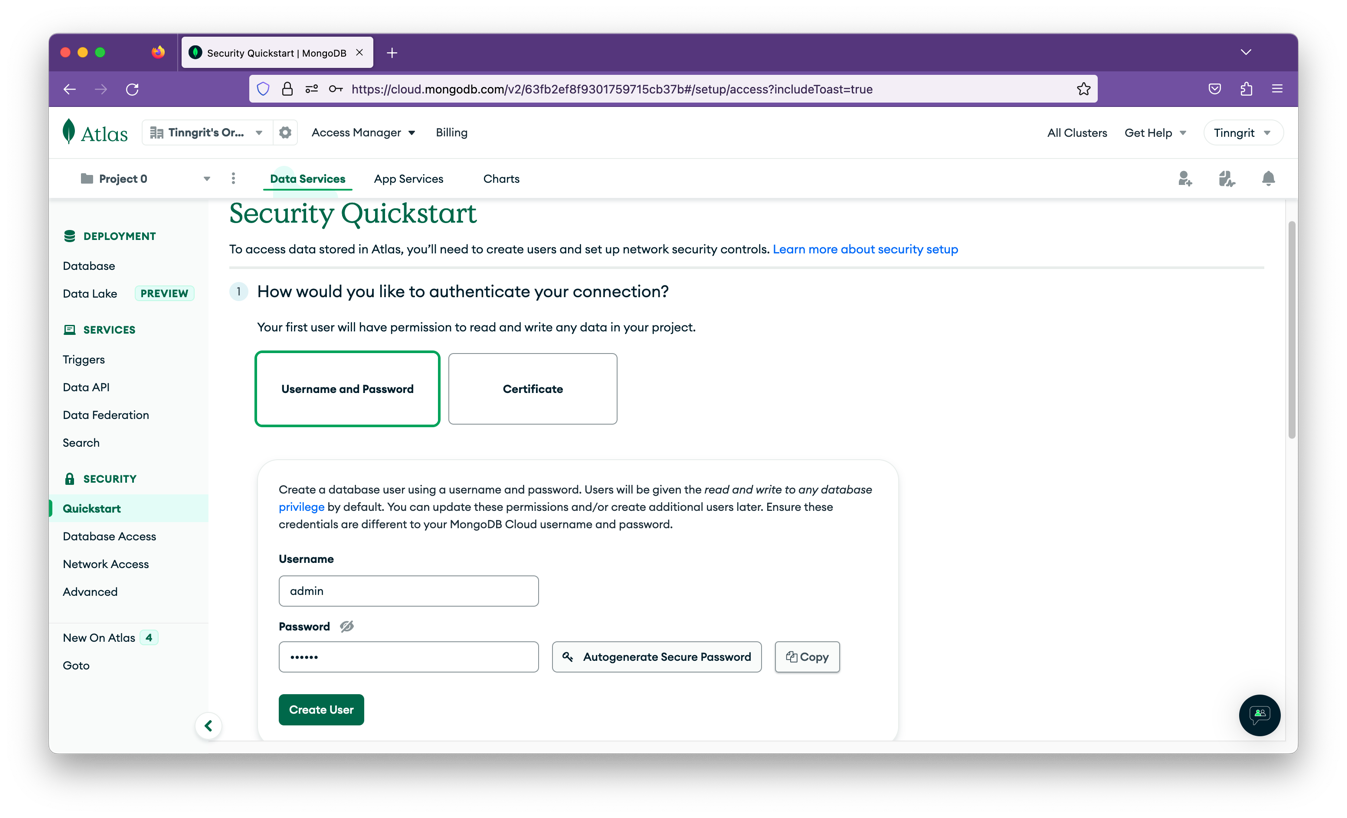 Security Quickstart | MongoDB
https://cloud.mongodb.com/v2/63fb2ef8f9301759715cb37b#/setup/access?includeToast=true
Atlas
Tinngrit's Or...
Access Manager
Billing
All Clusters
Get Help
Tinngrit
Project 0
Data Services
App Services
Charts
DEPLOYMENT
Database
Data Lake PREVIEW
SERVICES
Triggers
Data API
Data Federation
Search
SECURITY
Quickstart
Database Access
Network Access
Advanced
New On Atlas 4
Goto
Security Quickstart
To access data stored in Atlas, you’ll need to create users and set up network security controls. Learn more about security setup
1 How would you like to authenticate your connection?
Your first user will have permission to read and write any data in your project.
Username and Password
Certificate
Create a database user using a username and password. Users will be given the read and write to any database
privilege by default. You can update these permissions and/or create additional users later. Ensure these
credentials are different to your MongoDB Cloud username and password.
Username
admin
Password
••••••
Autogenerate Secure Password
Copy
Create User